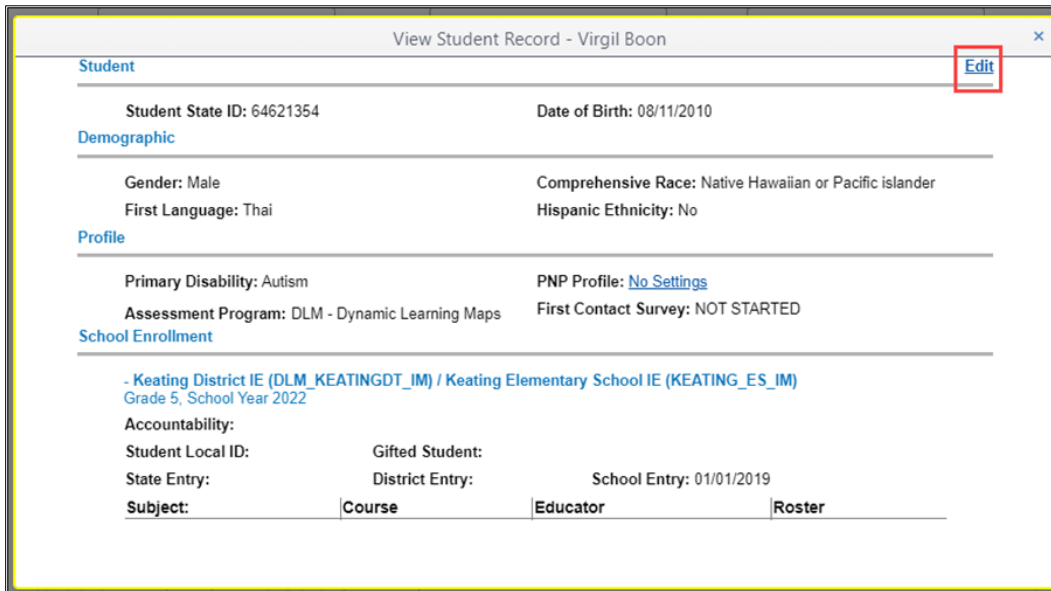 View Student Record - Virgil Boon ×
Student Edit
Student State ID: 64621354 Date of Birth: 08/11/2010
Demographic
Gender: Male Comprehensive Race: Native Hawaiian or Pacific islander
First Language: Thai Hispanic Ethnicity: No
Profile
Primary Disability: Autism PNP Profile: No Settings
Assessment Program: DLM - Dynamic Learning Maps First Contact Survey: NOT STARTED
School Enrollment
- Keating District IE (DLM_KEATINGDT_IM) / Keating Elementary School IE (KEATING_ES_IM)
Grade 5, School Year 2022
Accountability:
Student Local ID: Gifted Student:
State Entry: District Entry: School Entry: 01/01/2019
Subject: Course Educator Roster